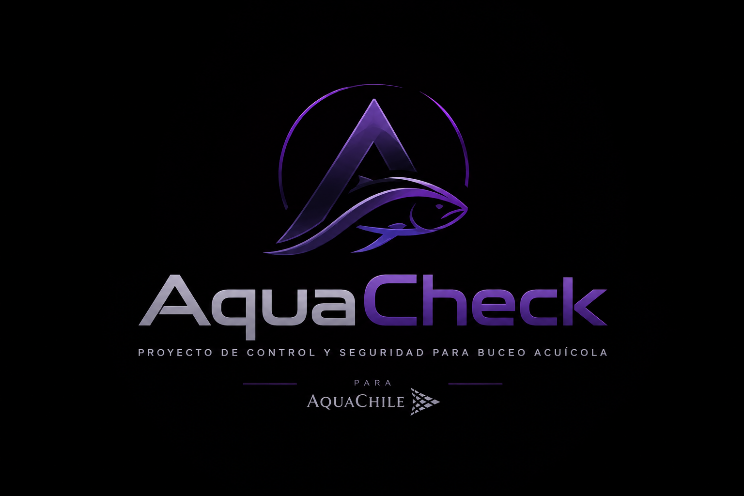 AquaCheck
PROYECTO DE CONTROL Y SEGURIDAD PARA BUCEO ACUÍCOLA
PARA
AQUACHILE